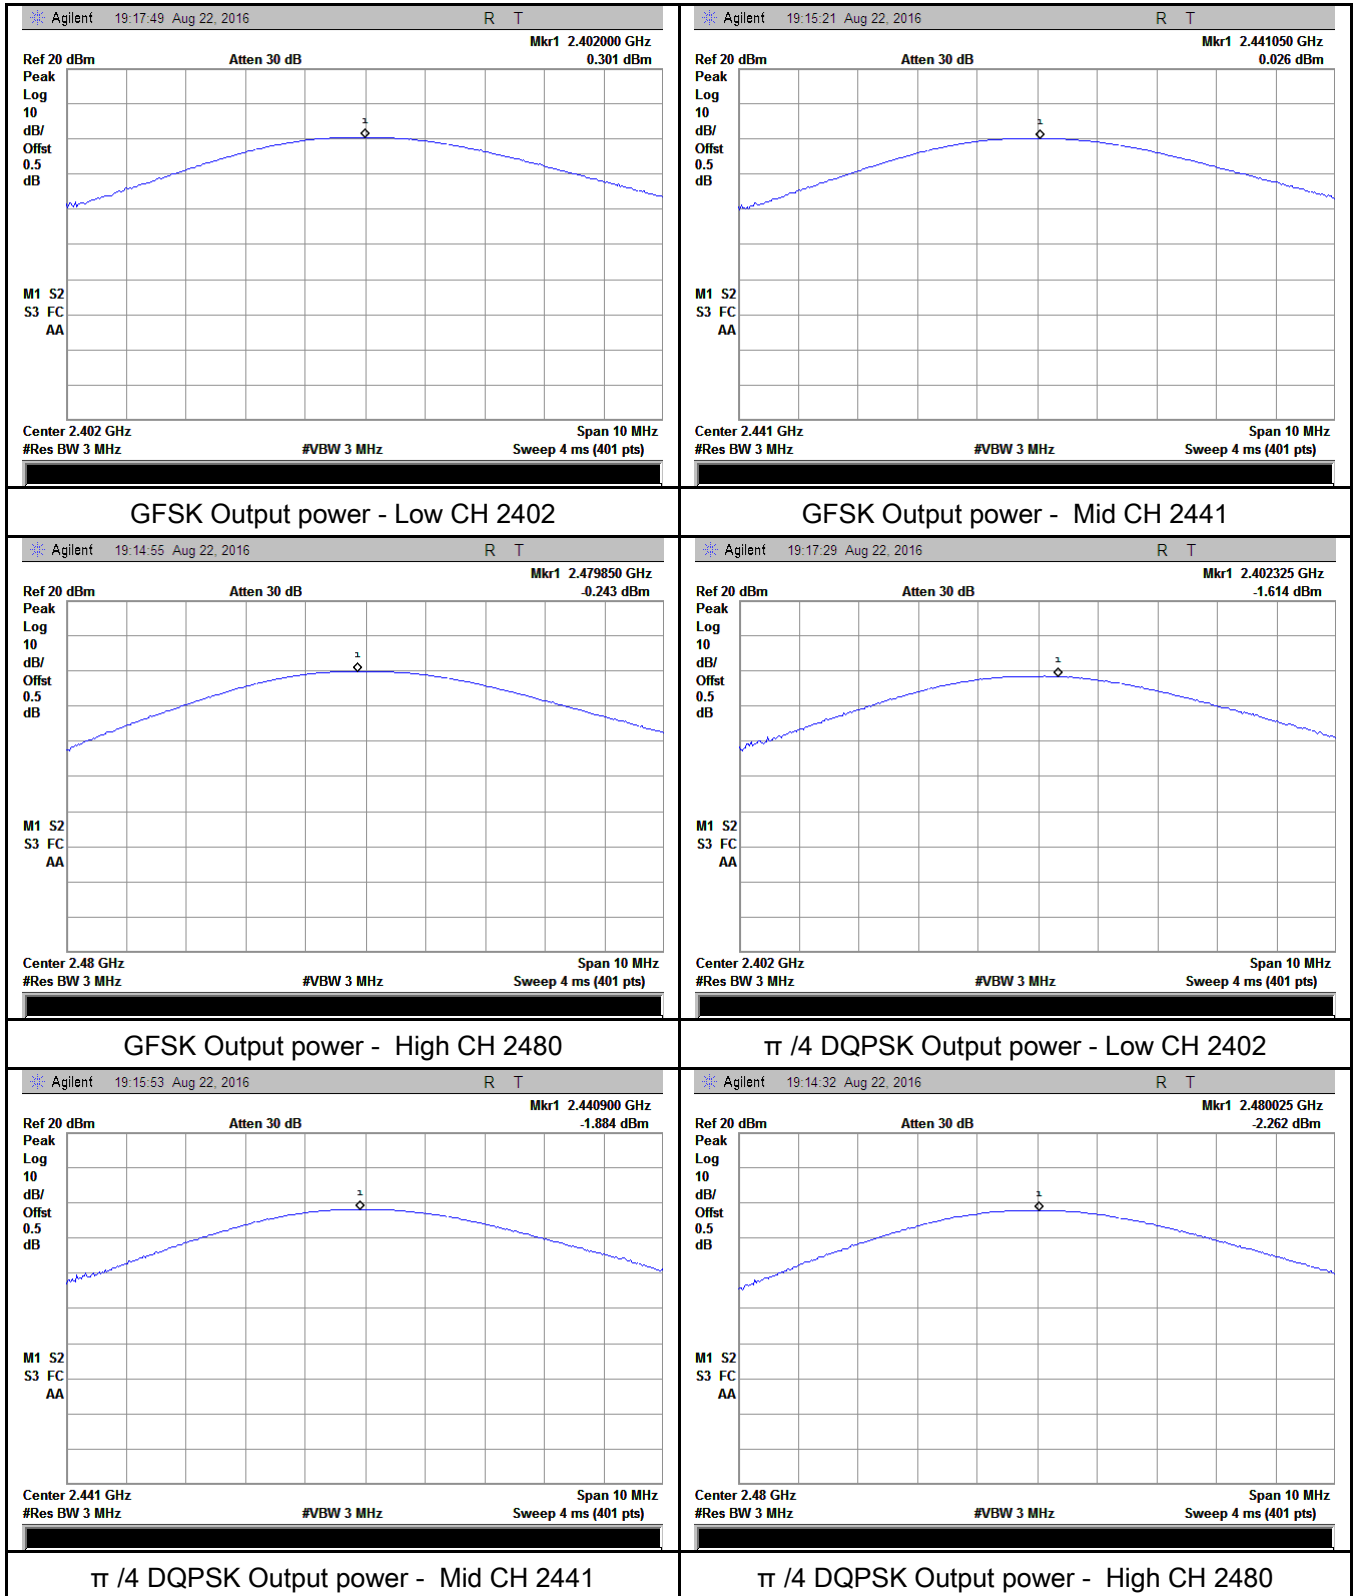 Agilent 19:17:49 Aug 22, 2016 R T
Mkr1 2.402000 GHz
Ref 20 dBm Atten 30 dB 0.301 dBm
Peak
Log
10
dB/
Offst
0.5
dB
1
M1 S2
S3 FC
AA
Center 2.402 GHz Span 10 MHz
#Res BW 3 MHz #VBW 3 MHz Sweep 4 ms (401 pts)
GFSK Output power - Low CH 2402
Agilent 19:15:21 Aug 22, 2016 R T
Mkr1 2.441050 GHz
Ref 20 dBm Atten 30 dB 0.026 dBm
Peak
Log
10
dB/
Offst
0.5
dB
1
M1 S2
S3 FC
AA
Center 2.441 GHz Span 10 MHz
#Res BW 3 MHz #VBW 3 MHz Sweep 4 ms (401 pts)
GFSK Output power - Mid CH 2441
Agilent 19:14:55 Aug 22, 2016 R T
Mkr1 2.479850 GHz
Ref 20 dBm Atten 30 dB -0.243 dBm
Peak
Log
10
dB/
Offst
0.5
dB
1
M1 S2
S3 FC
AA
Center 2.48 GHz Span 10 MHz
#Res BW 3 MHz #VBW 3 MHz Sweep 4 ms (401 pts)
GFSK Output power - High CH 2480
Agilent 19:17:29 Aug 22, 2016 R T
Mkr1 2.402325 GHz
Ref 20 dBm Atten 30 dB -1.614 dBm
Peak
Log
10
dB/
Offst
0.5
dB
1
M1 S2
S3 FC
AA
Center 2.402 GHz Span 10 MHz
#Res BW 3 MHz #VBW 3 MHz Sweep 4 ms (401 pts)
π /4 DQPSK Output power - Low CH 2402
Agilent 19:15:53 Aug 22, 2016 R T
Mkr1 2.440900 GHz
Ref 20 dBm Atten 30 dB -1.884 dBm
Peak
Log
10
dB/
Offst
0.5
dB
1
M1 S2
S3 FC
AA
Center 2.441 GHz Span 10 MHz
#Res BW 3 MHz #VBW 3 MHz Sweep 4 ms (401 pts)
π /4 DQPSK Output power - Mid CH 2441
Agilent 19:14:32 Aug 22, 2016 R T
Mkr1 2.480025 GHz
Ref 20 dBm Atten 30 dB -2.262 dBm
Peak
Log
10
dB/
Offst
0.5
dB
1
M1 S2
S3 FC
AA
Center 2.48 GHz Span 10 MHz
#Res BW 3 MHz #VBW 3 MHz Sweep 4 ms (401 pts)
π /4 DQPSK Output power - High CH 2480